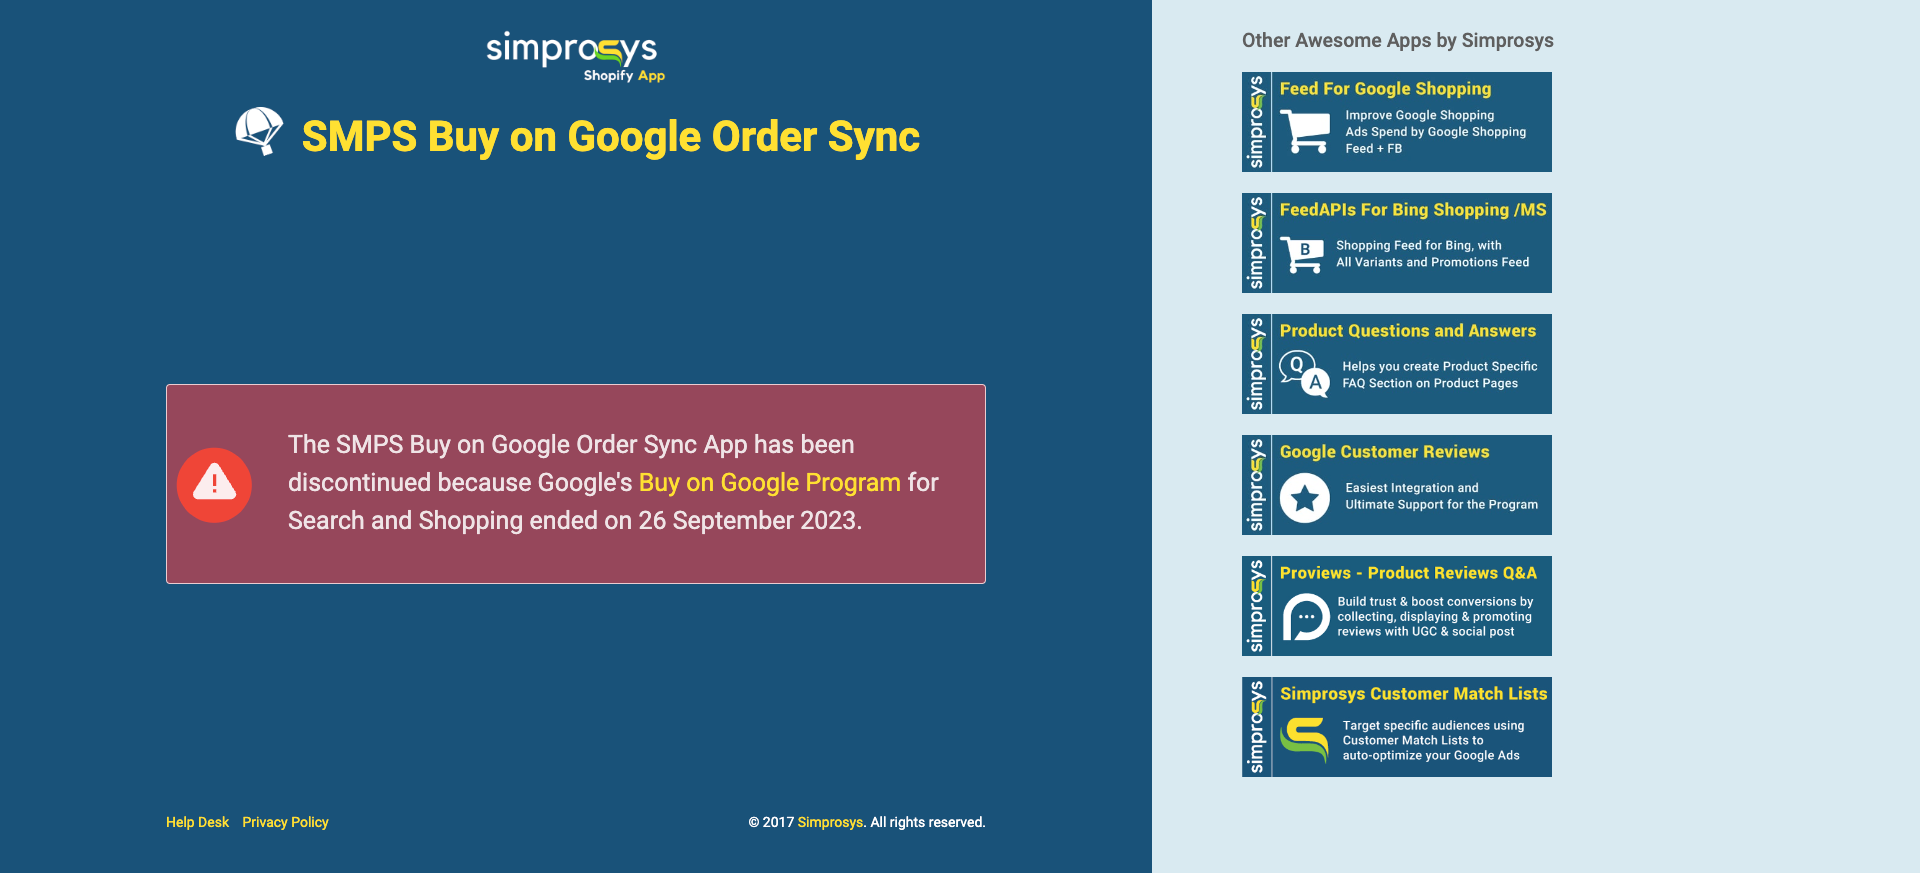 simprosys
Shopify App
SMPS Buy on Google Order Sync
The SMPS Buy on Google Order Sync App has been
discontinued because Google's Buy on Google Program for
Search and Shopping ended on 26 September 2023.
Help Desk Privacy Policy
© 2017 Simprosys. All rights reserved.
Other Awesome Apps by Simprosys
simprosys
Feed For Google Shopping
Improve Google Shopping
Ads Spend by Google Shopping
Feed + FB
simprosys
FeedAPIs For Bing Shopping /MS
B
Shopping Feed for Bing, with
All Variants and Promotions Feed
simprosys
Product Questions and Answers
Q
A
Helps you create Product Specific
FAQ Section on Product Pages
simprosys
Google Customer Reviews
Easiest Integration and
Ultimate Support for the Program
simprosys
Proviews - Product Reviews Q&A
Build trust & boost conversions by
collecting, displaying & promoting
reviews with UGC & social post
simprosys
Simprosys Customer Match Lists
Target specific audiences using
Customer Match Lists to
auto-optimize your Google Ads